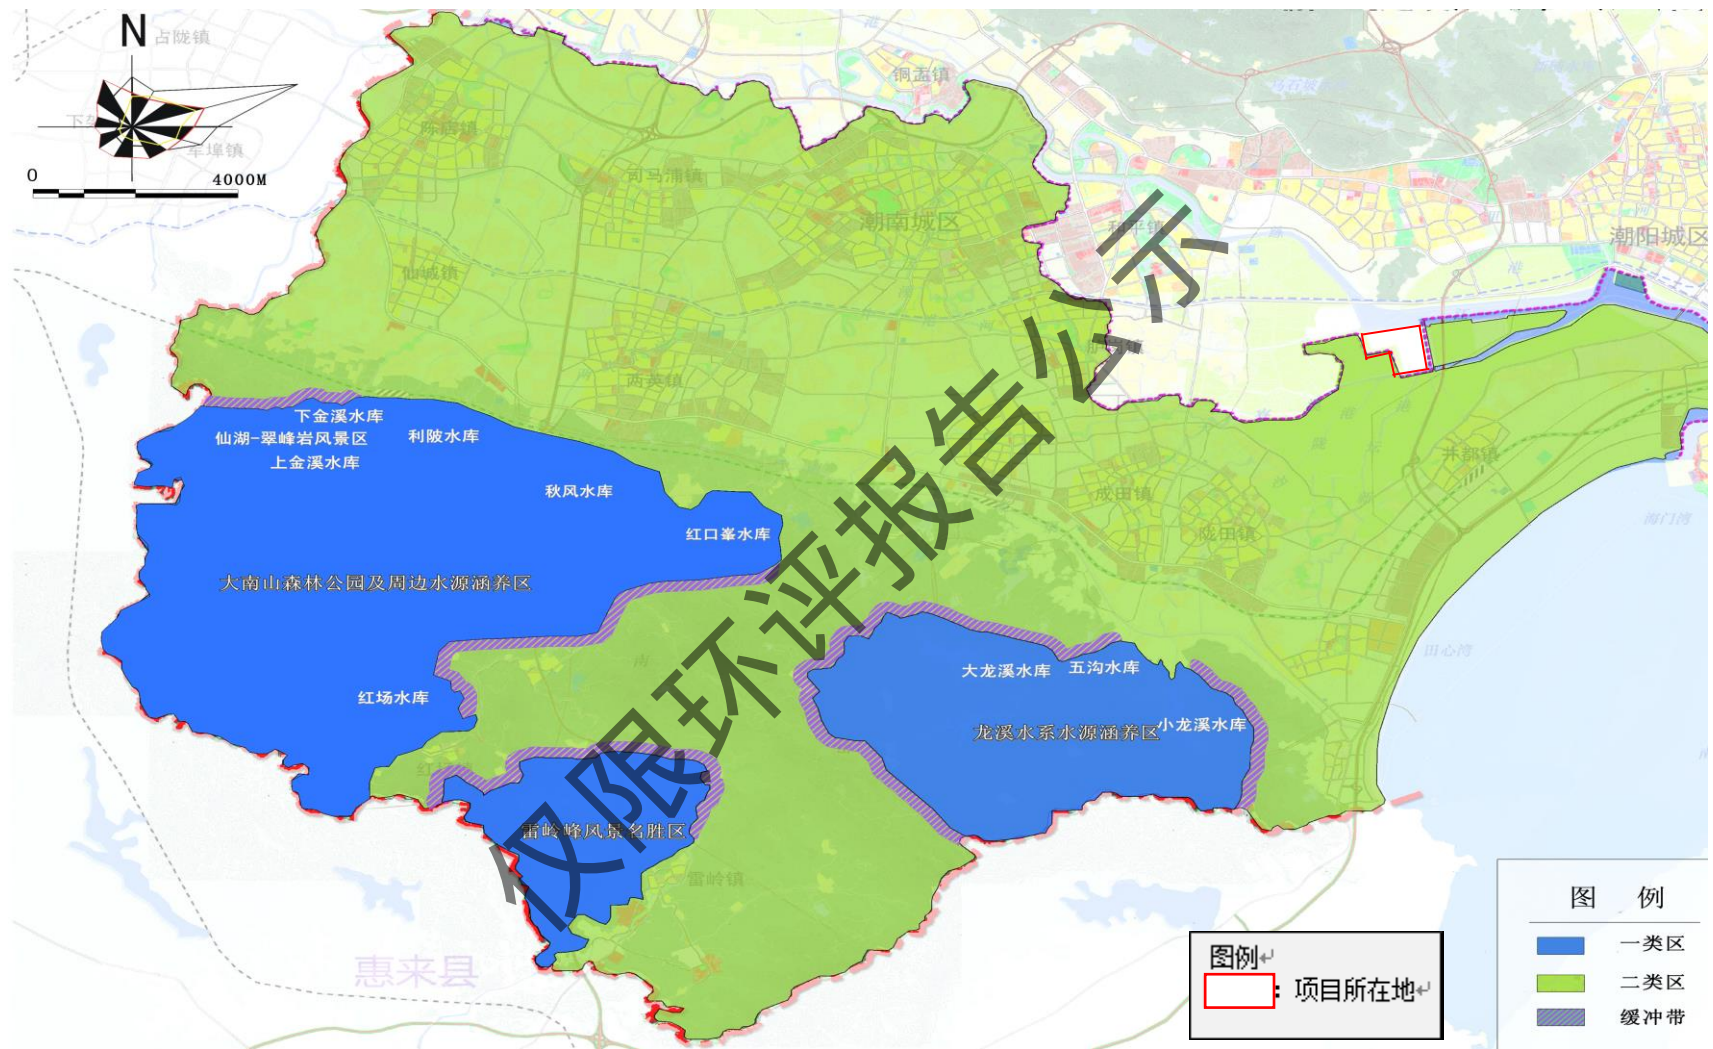 N
占陇镇
0
4000M
铜盂镇
陈店镇
司马浦镇
潮南城区
和平镇
潮阳城区
仙城镇
两英镇
下金溪水库
仙湖-翠峰岩风景区
利陂水库
上金溪水库
秋风水库
红口輋水库
成田镇
陇田镇
井都镇
海门湾
大南山森林公园及周边水源涵养区
田心湾
大龙溪水库
五沟水库
红场水库
龙溪水系水源涵养区
小龙溪水库
雷岭峰风景名胜区
雷岭镇
惠来县
仅限环评报告公示
图例
：项目所在地
图 例
一类区
二类区
缓冲带